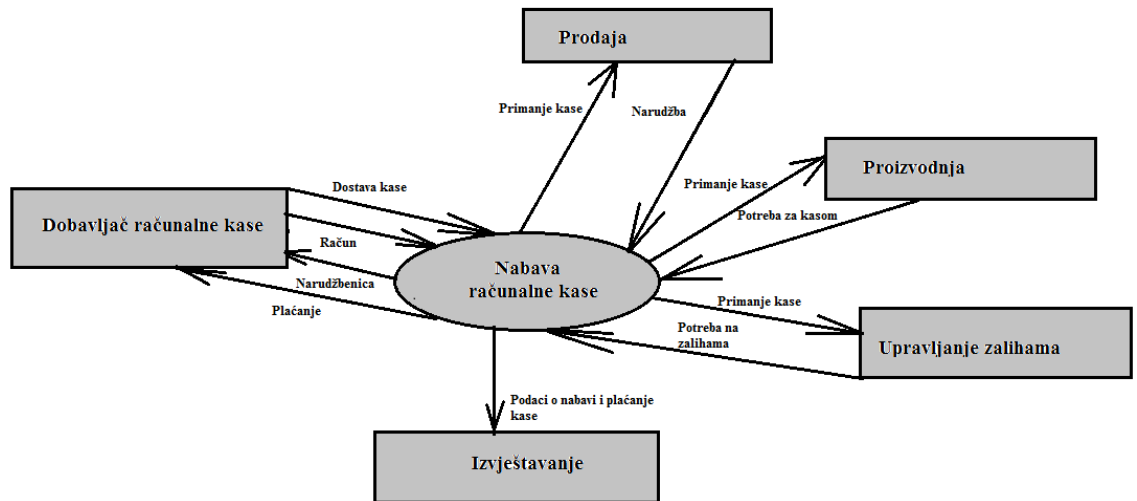 Prodaja
Primanje kase
Narudžba
Proizvodnja
Primanje kase
Potreba za kasom
Dostava kase
Dobavljač računalne kase
Račun
Narudžbenica
Plaćanje
Nabava
računalne kase
Primanje kase
Potreba na
zalihama
Upravljanje zalihama
Podaci o nabavi i plaćanje
kase
Izvještavanje